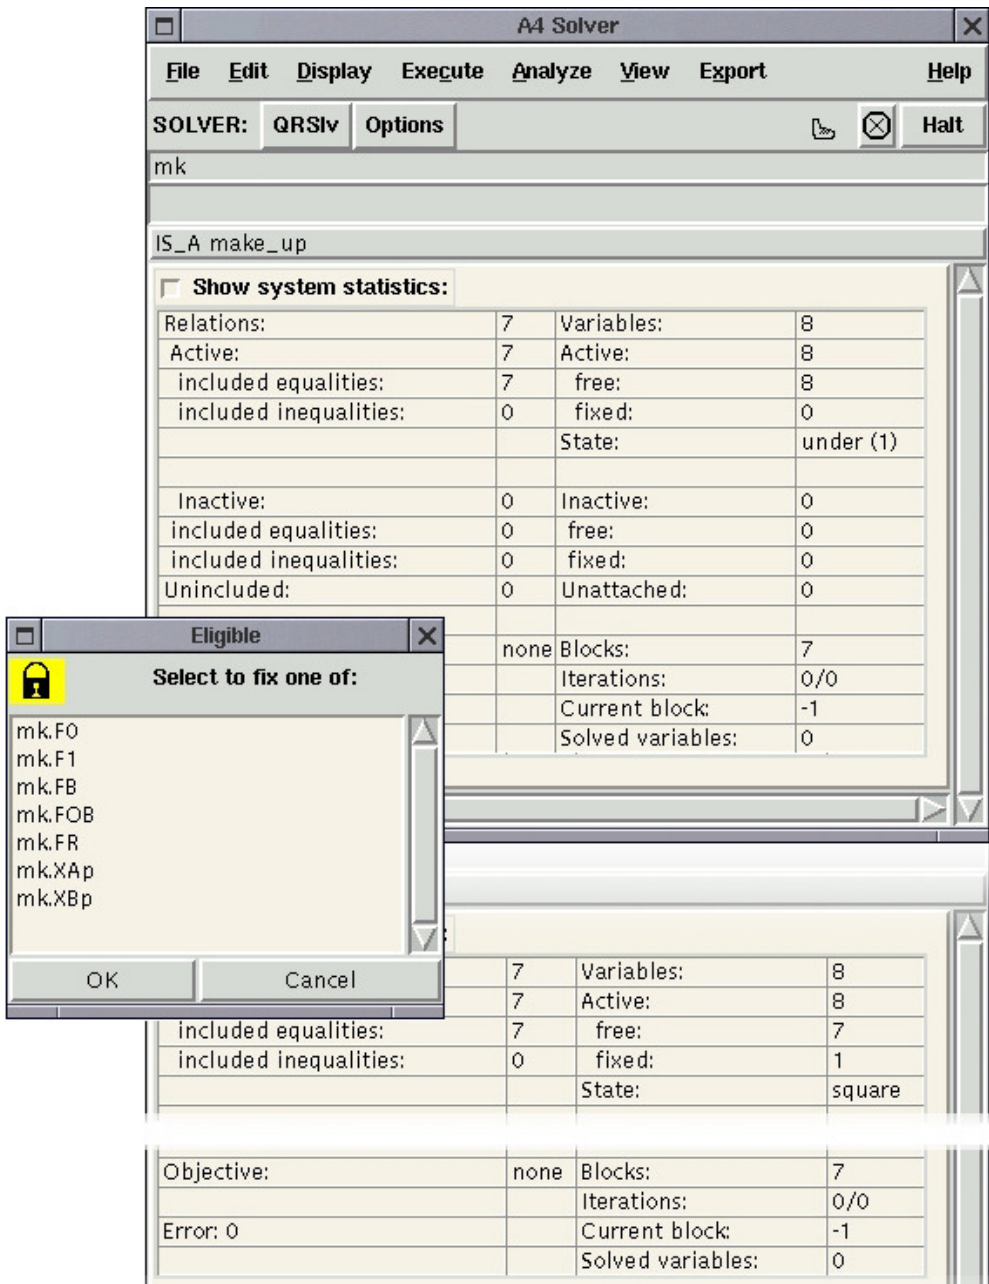 A4 Solver
File Edit Display Execute Analyze View Export Help
SOLVER: QRSlv Options Halt
mk
IS_A make_up
Show system statistics:
Relations: 7 Variables: 8
Active: 7 Active: 8
included equalities: 7 free: 8
included inequalities: 0 fixed: 0
State: under (1)
Inactive: 0 Inactive: 0
included equalities: 0 free: 0
included inequalities: 0 fixed: 0
Unincluded: 0 Unattached: 0
none Blocks: 7
Iterations: 0/0
Current block: -1
Solved variables: 0
Eligible
Select to fix one of:
mk.F0
mk.F1
mk.FB
mk.FOB
mk.FR
mk.XAp
mk.XBp
OK Cancel
7 Variables: 8
7 Active: 8
included equalities: 7 free: 7
included inequalities: 0 fixed: 1
State: square
Objective: none Blocks: 7
Iterations: 0/0
Error: 0 Current block: -1
Solved variables: 0